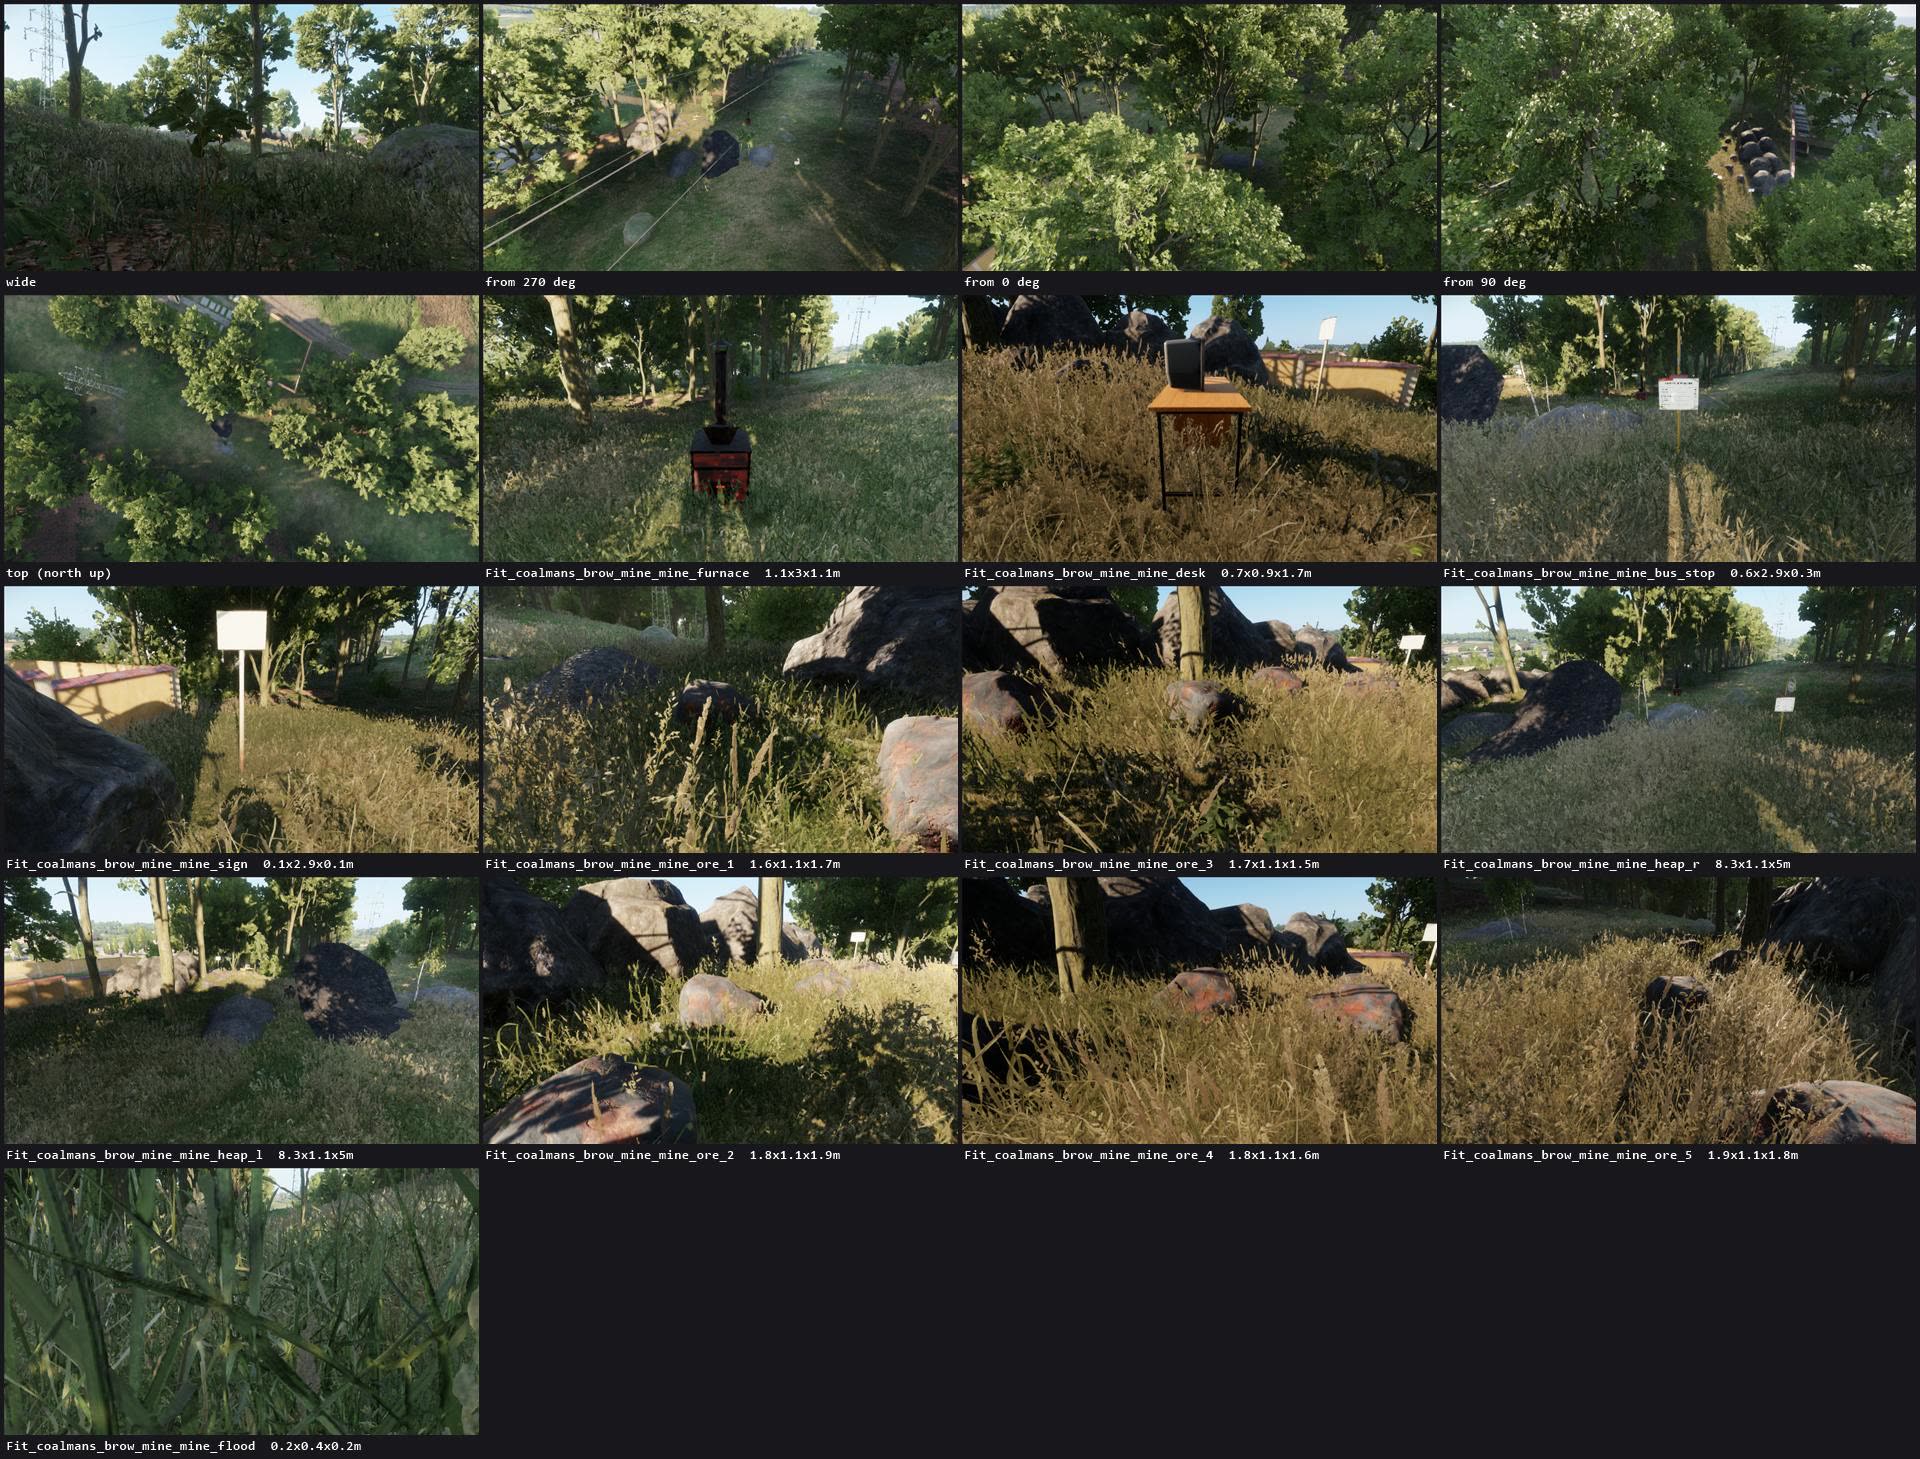 wide
from 270 deg
from 0 deg
from 90 deg
top (north up)
Fit_coalmans_brow_mine_mine_furnace 1.1x3x1.1m
Fit_coalmans_brow_mine_mine_desk 0.7x0.9x1.7m
Fit_coalmans_brow_mine_mine_bus_stop 0.6x2.9x0.3m
Fit_coalmans_brow_mine_mine_sign 0.1x2.9x0.1m
Fit_coalmans_brow_mine_mine_ore_1 1.6x1.1x1.7m
Fit_coalmans_brow_mine_mine_ore_3 1.7x1.1x1.5m
Fit_coalmans_brow_mine_mine_heap_r 8.3x1.1x5m
Fit_coalmans_brow_mine_mine_heap_l 8.3x1.1x5m
Fit_coalmans_brow_mine_mine_ore_2 1.8x1.1x1.9m
Fit_coalmans_brow_mine_mine_ore_4 1.8x1.1x1.6m
Fit_coalmans_brow_mine_mine_ore_5 1.9x1.1x1.8m
Fit_coalmans_brow_mine_mine_flood 0.2x0.4x0.2m